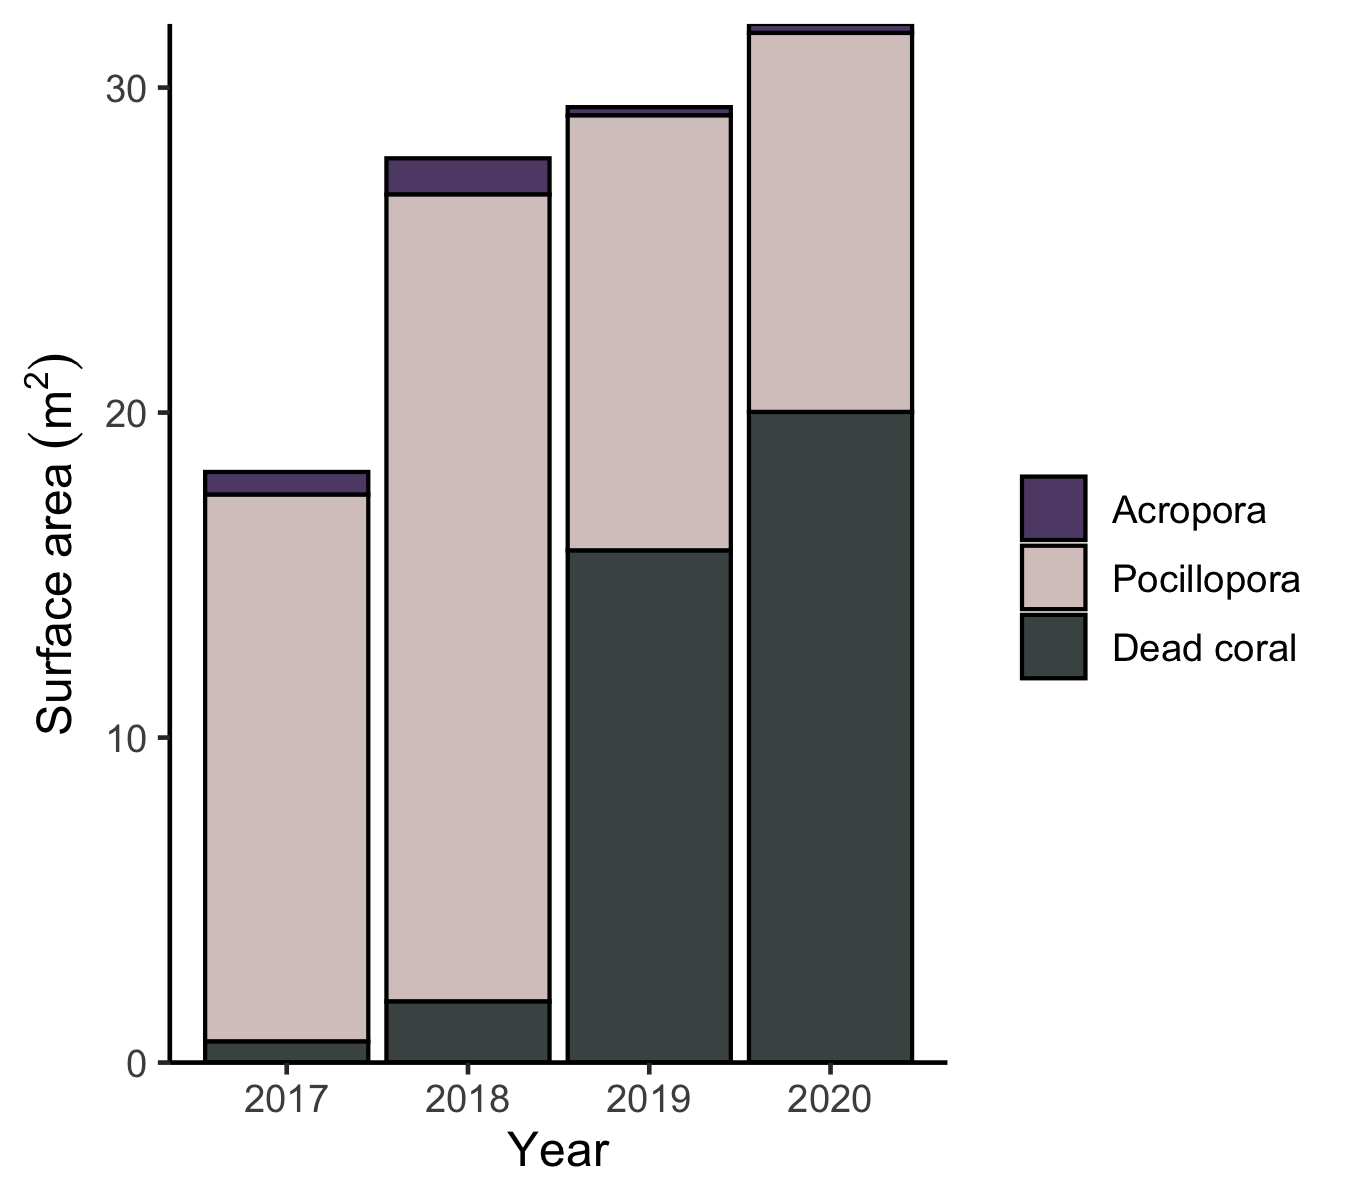 Surface area (m²)
30
20
10
0
2017 2018 2019 2020
Year
Acropora
Pocillopora
Dead coral